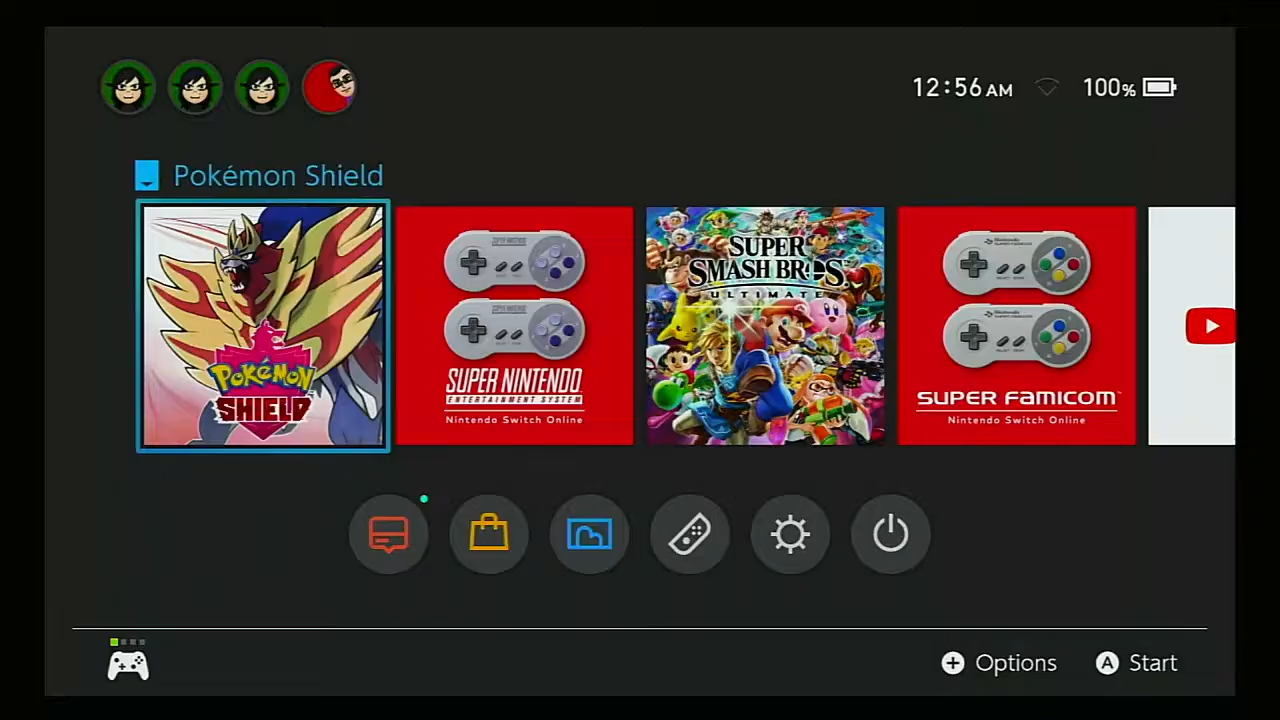 12:56 AM 100%
Pokémon Shield
POKÉMON
SHIELD
SUPER NINTENDO
ENTERTAINMENT SYSTEM
Nintendo Switch Online
SUPER
SMASH BROS.
ULTIMATE
SUPER FAMICOM
Nintendo Switch Online
+ Options A Start